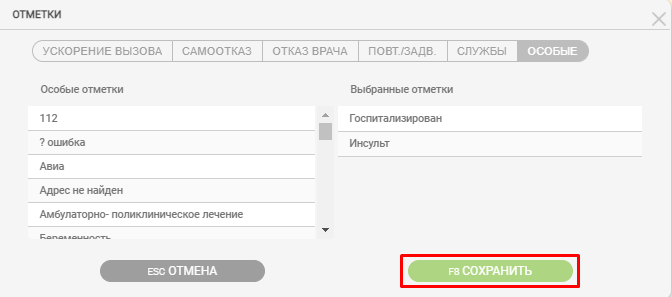 ОТМЕТКИ
УСКОРЕНИЕ ВЫЗОВА САМООТКАЗ ОТКАЗ ВРАЧА ПОВТ./ЗАДВ. СЛУЖБЫ ОСОБЫЕ
Особые отметки
112
? ошибка
Авиа
Адрес не найден
Амбулаторно- поликлиническое лечение
Беременность
Выбранные отметки
Госпитализирован
Инсульт
ESC ОТМЕНА
F8 СОХРАНИТЬ